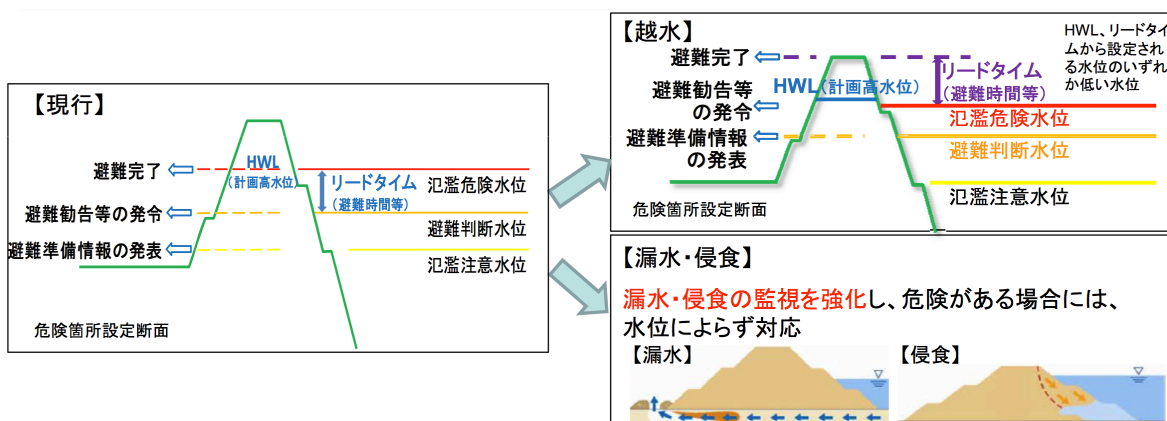 【現行】
避難完了
HWL
(計画高水位)
リードタイム
(避難時間等)
氾濫危険水位
避難勧告等の発令
避難判断水位
避難準備情報の発表
氾濫注意水位
危険箇所設定断面
【越水】
避難完了
HWL、リードタイ
ムから設定され
る水位のいずれ
か低い水位
リードタイム
(避難時間等)
避難勧告等
の発令
HWL(計画高水位)
氾濫危険水位
避難準備情報
の発表
避難判断水位
氾濫注意水位
危険箇所設定断面
【漏水・侵食】
漏水・侵食の監視を強化し、危険がある場合には、
水位によらず対応
【漏水】
【侵食】